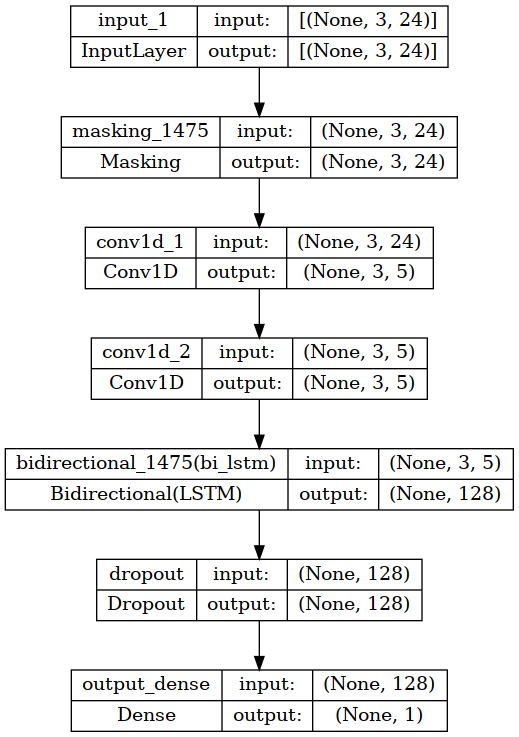 input_1 input: [(None, 3, 24)]
InputLayer output: [(None, 3, 24)]
masking_1475 input: (None, 3, 24)
Masking output: (None, 3, 24)
conv1d_1 input: (None, 3, 24)
Conv1D output: (None, 3, 5)
conv1d_2 input: (None, 3, 5)
Conv1D output: (None, 3, 5)
bidirectional_1475(bi_lstm) input: (None, 3, 5)
Bidirectional(LSTM) output: (None, 128)
dropout input: (None, 128)
Dropout output: (None, 128)
output_dense input: (None, 128)
Dense output: (None, 1)